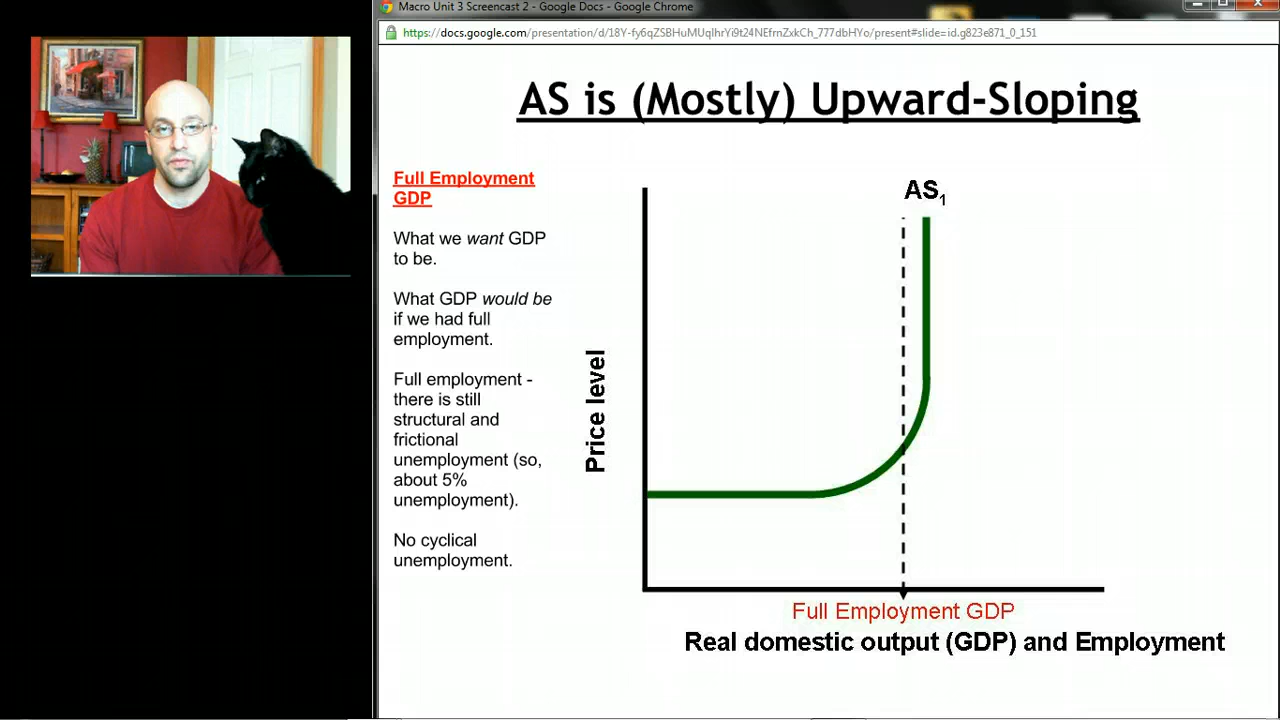 Macro Unit 3 Screencast 2 - Google Docs - Google Chrome
https://docs.google.com/presentation/d/18Y-fy6qZSBHuMUqIhrYi9t24NEfrnZxkCh_777dbHYo/present#slide=id.g823e871_0_151
AS is (Mostly) Upward-Sloping
Full Employment
GDP
What we want GDP
to be.
What GDP would be
if we had full
employment.
Full employment -
there is still
structural and
frictional
unemployment (so,
about 5%
unemployment).
No cyclical
unemployment.
AS1
Price level
Full Employment GDP
Real domestic output (GDP) and Employment